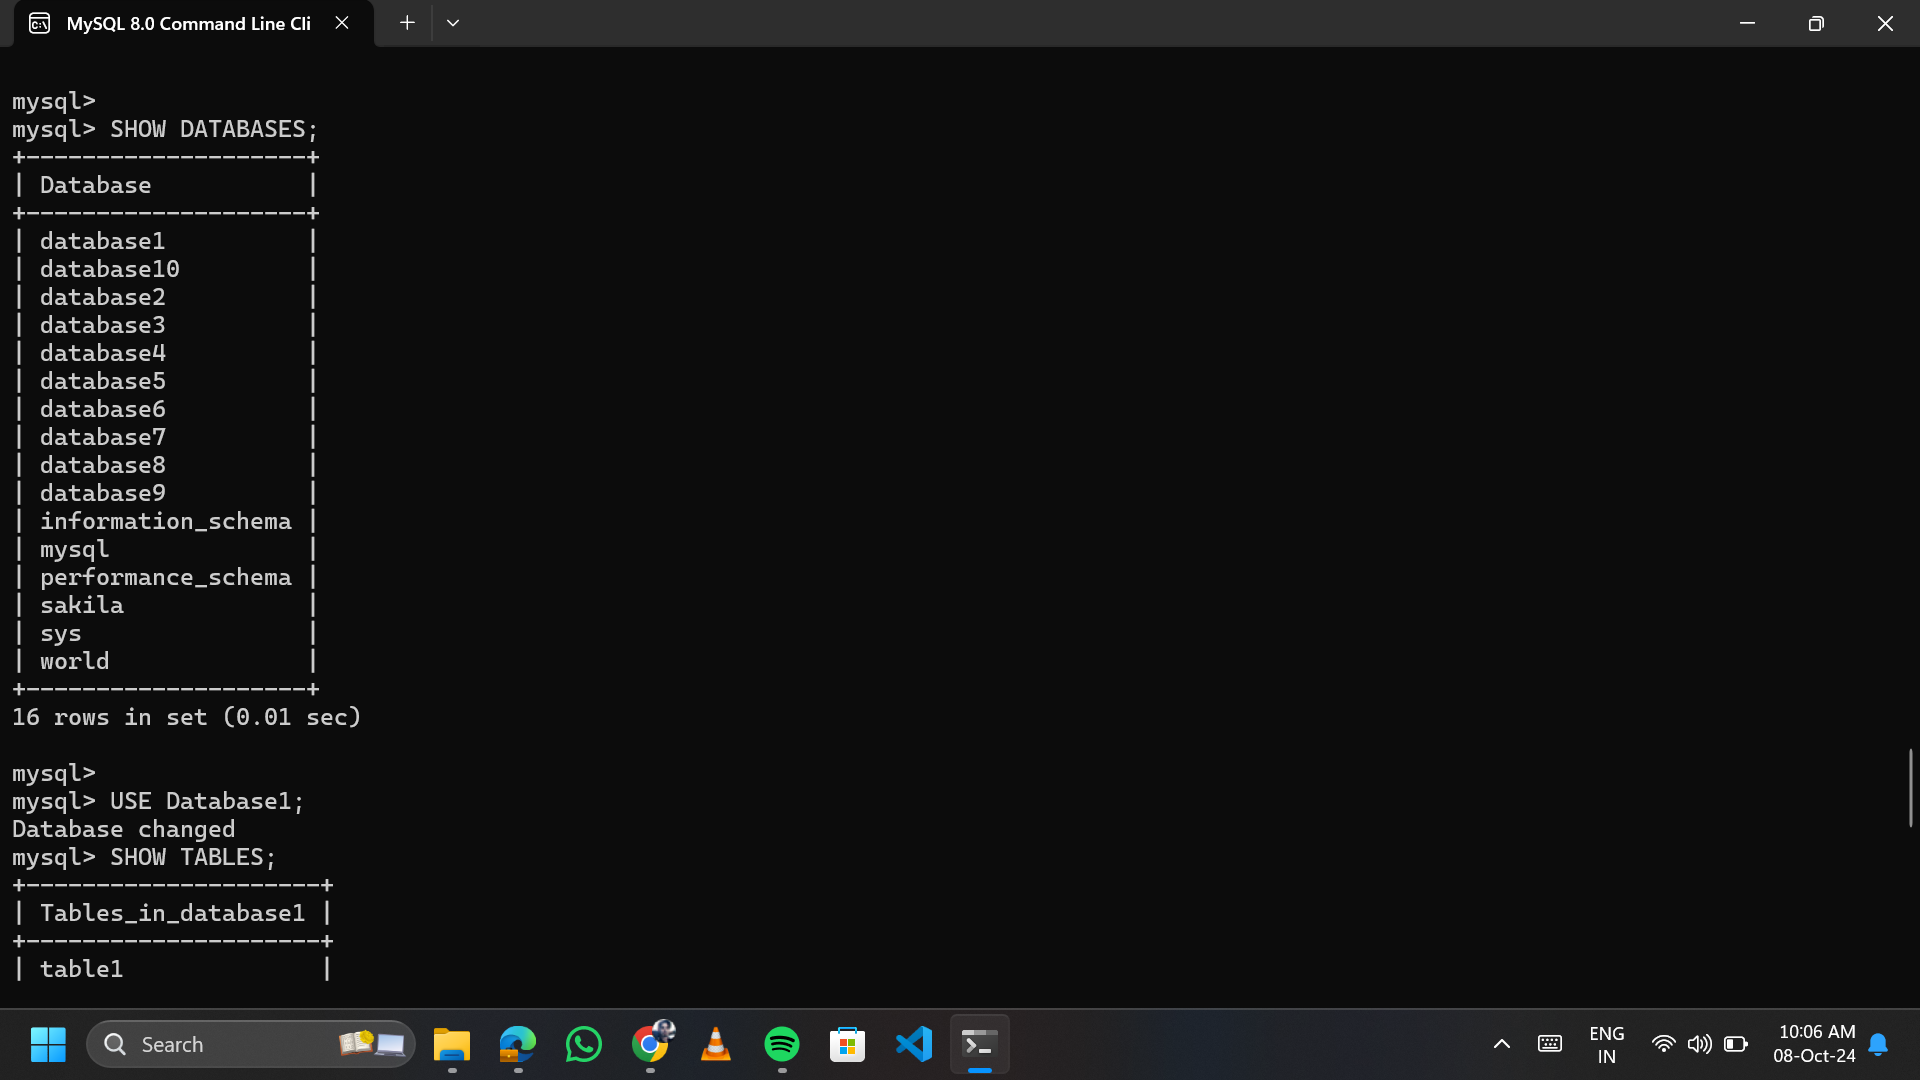 MySQL 8.0 Command Line Cli
mysql>
mysql> SHOW DATABASES;
+--------------------+
| Database           |
+--------------------+
| database1          |
| database10         |
| database2          |
| database3          |
| database4          |
| database5          |
| database6          |
| database7          |
| database8          |
| database9          |
| information_schema |
| mysql              |
| performance_schema |
| sakila             |
| sys                |
| world              |
+--------------------+
16 rows in set (0.01 sec)
mysql>
mysql> USE Database1;
Database changed
mysql> SHOW TABLES;
+---------------------+
| Tables_in_database1 |
+---------------------+
| table1              |
Search
ENG
IN
10:06 AM
08-Oct-24